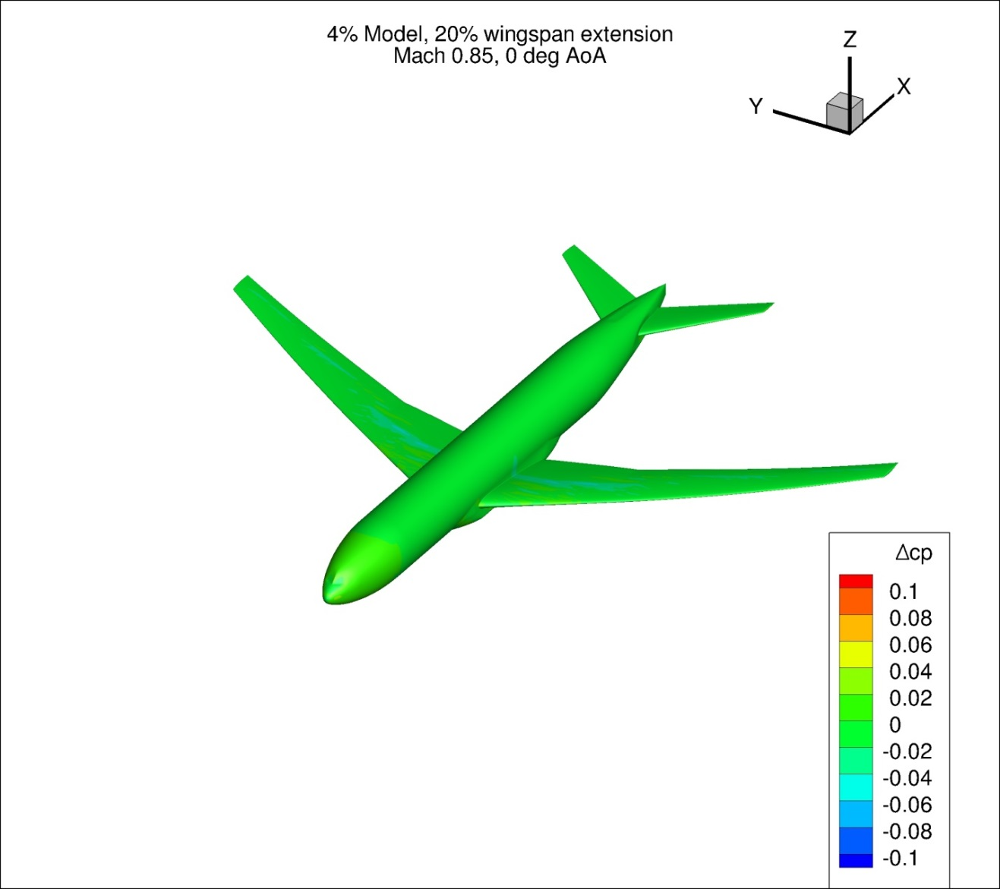 4% Model, 20% wingspan extension
Mach 0.85, 0 deg AoA
Z
X
Y
Δcp
0.1
0.08
0.06
0.04
0.02
0
-0.02
-0.04
-0.06
-0.08
-0.1